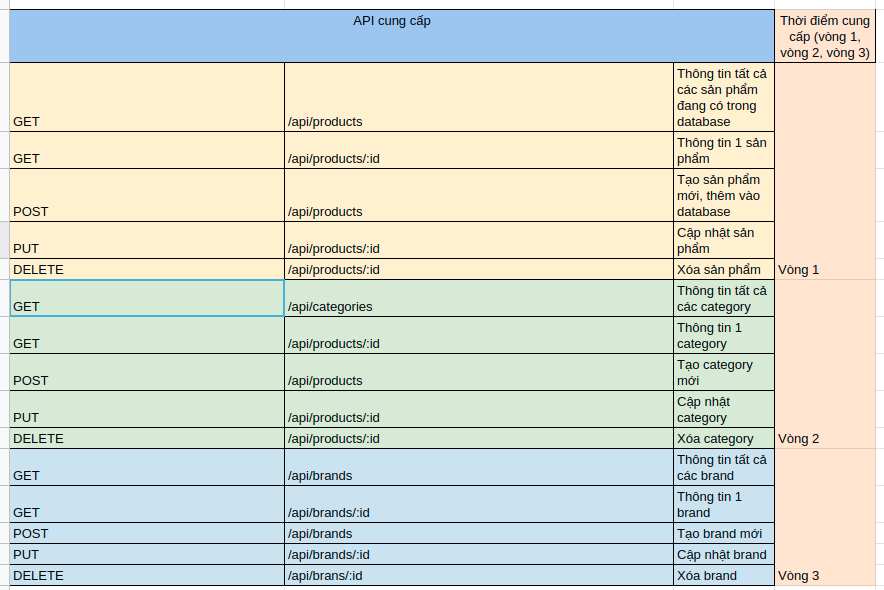 API cung cấp
Thời điểm cung
cấp (vòng 1,
vòng 2, vòng 3)
GET
/api/products
Thông tin tất cả
các sản phẩm
đang có trong
database
GET
/api/products/:id
Thông tin 1 sản
phẩm
POST
/api/products
Tạo sản phẩm
mới, thêm vào
database
PUT
/api/products/:id
Cập nhật sản
phẩm
DELETE
/api/products/:id
Xóa sản phẩm
Vòng 1
GET
/api/categories
Thông tin tất cả
các category
GET
/api/products/:id
Thông tin 1
category
POST
/api/products
Tạo category
mới
PUT
/api/products/:id
Cập nhật
category
DELETE
/api/products/:id
Xóa category
Vòng 2
GET
/api/brands
Thông tin tất cả
các brand
GET
/api/brands/:id
Thông tin 1
brand
POST
/api/brands
Tạo brand mới
PUT
/api/brands/:id
Cập nhật brand
DELETE
/api/brans/:id
Xóa brand
Vòng 3